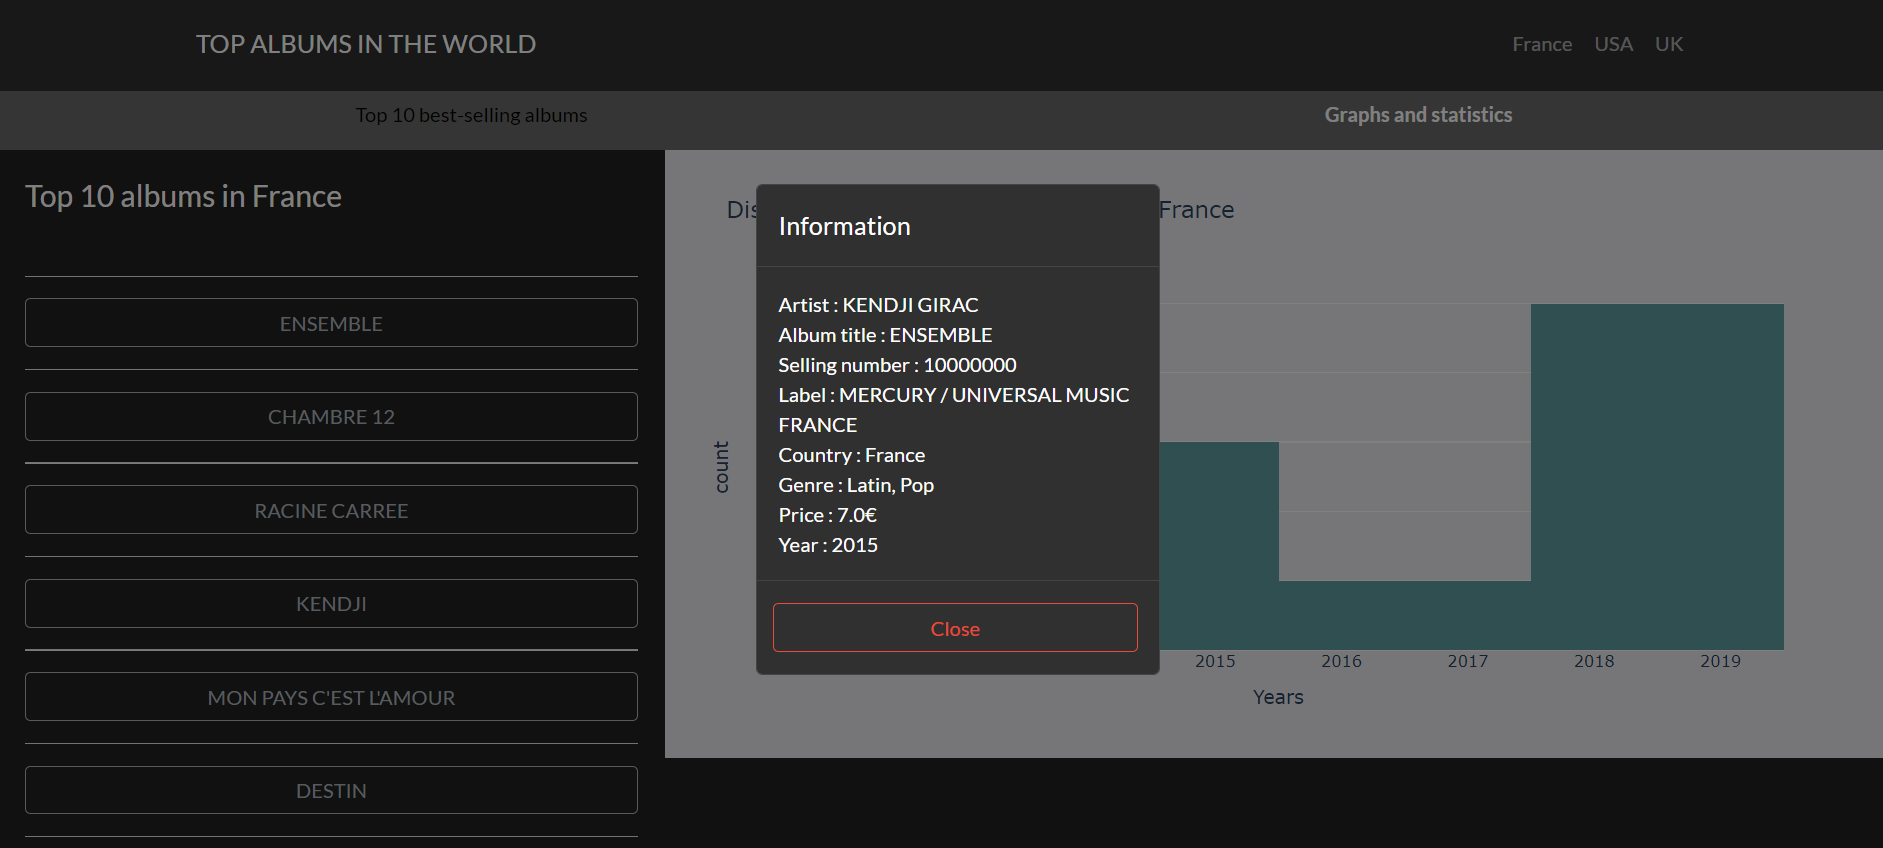 TOP ALBUMS IN THE WORLD
France USA UK
Top 10 best-selling albums
Graphs and statistics
Top 10 albums in France
ENSEMBLE
CHAMBRE 12
RACINE CARREE
KENDJI
MON PAYS C'EST L'AMOUR
DESTIN
France
Information
Artist : KENDJI GIRAC
Album title : ENSEMBLE
Selling number : 10000000
Label : MERCURY / UNIVERSAL MUSIC
FRANCE
Country : France
Genre : Latin, Pop
Price : 7.0€
Year : 2015
Close
count
2015 2016 2017 2018 2019
Years